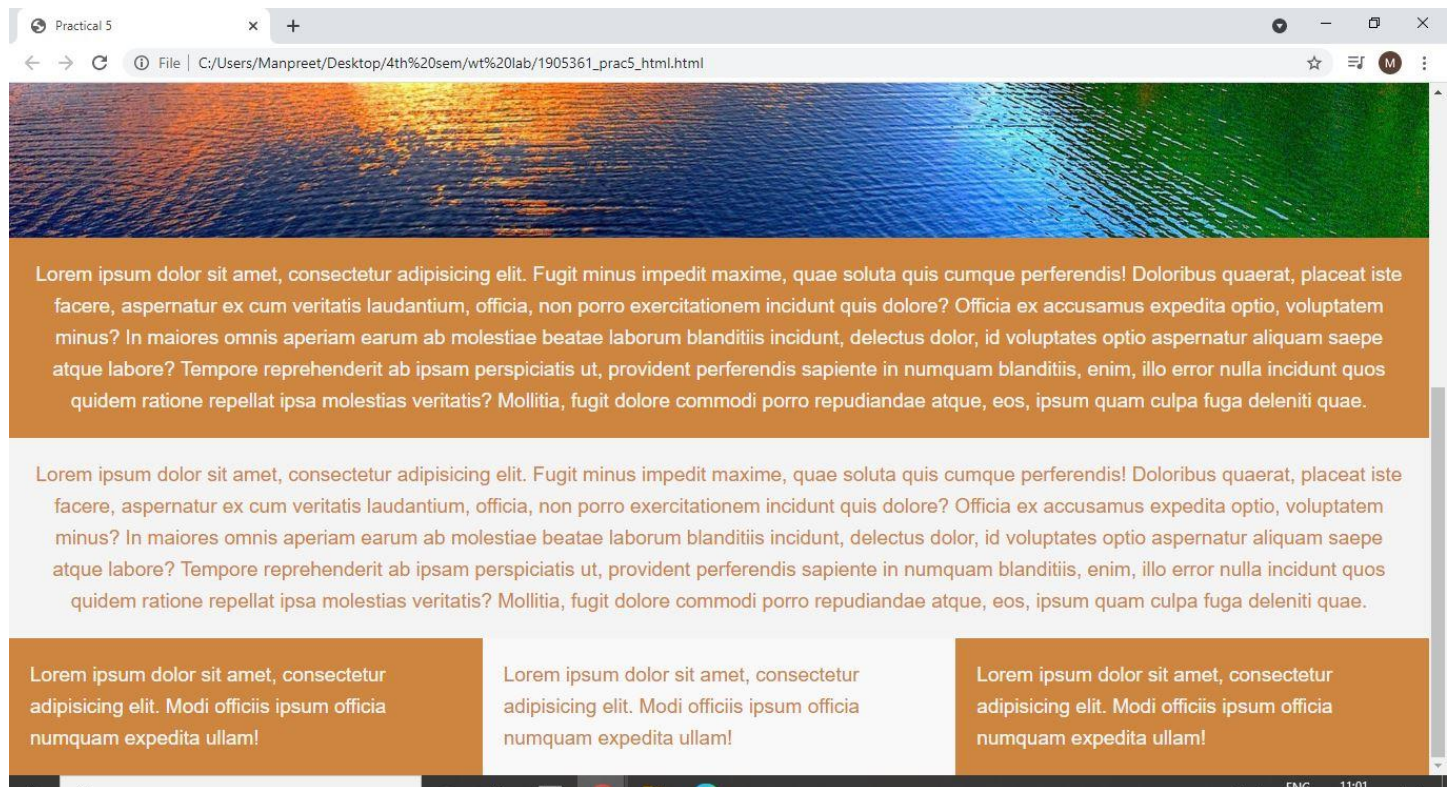 Practical 5
File | C:/Users/Manpreet/Desktop/4th%20sem/wt%20lab/1905361_prac5_html.html
M
Lorem ipsum dolor sit amet, consectetur adipisicing elit. Fugit minus impedit maxime, quae soluta quis cumque perferendis! Doloribus quaerat, placeat iste
facere, aspernatur ex cum veritatis laudantium, officia, non porro exercitationem incidunt quis dolore? Officia ex accusamus expedita optio, voluptatem
minus? In maiores omnis aperiam earum ab molestiae beatae laborum blanditiis incidunt, delectus dolor, id voluptates optio aspernatur aliquam saepe
atque labore? Tempore reprehenderit ab ipsam perspiciatis ut, provident perferendis sapiente in numquam blanditiis, enim, illo error nulla incidunt quos
quidem ratione repellat ipsa molestias veritatis? Mollitia, fugit dolore commodi porro repudiandae atque, eos, ipsum quam culpa fuga deleniti quae.
Lorem ipsum dolor sit amet, consectetur adipisicing elit. Fugit minus impedit maxime, quae soluta quis cumque perferendis! Doloribus quaerat, placeat iste
facere, aspernatur ex cum veritatis laudantium, officia, non porro exercitationem incidunt quis dolore? Officia ex accusamus expedita optio, voluptatem
minus? In maiores omnis aperiam earum ab molestiae beatae laborum blanditiis incidunt, delectus dolor, id voluptates optio aspernatur aliquam saepe
atque labore? Tempore reprehenderit ab ipsam perspiciatis ut, provident perferendis sapiente in numquam blanditiis, enim, illo error nulla incidunt quos
quidem ratione repellat ipsa molestias veritatis? Mollitia, fugit dolore commodi porro repudiandae atque, eos, ipsum quam culpa fuga deleniti quae.
Lorem ipsum dolor sit amet, consectetur
adipisicing elit. Modi officiis ipsum officia
numquam expedita ullam!
Lorem ipsum dolor sit amet, consectetur
adipisicing elit. Modi officiis ipsum officia
numquam expedita ullam!
Lorem ipsum dolor sit amet, consectetur
adipisicing elit. Modi officiis ipsum officia
numquam expedita ullam!
ENG 11:01